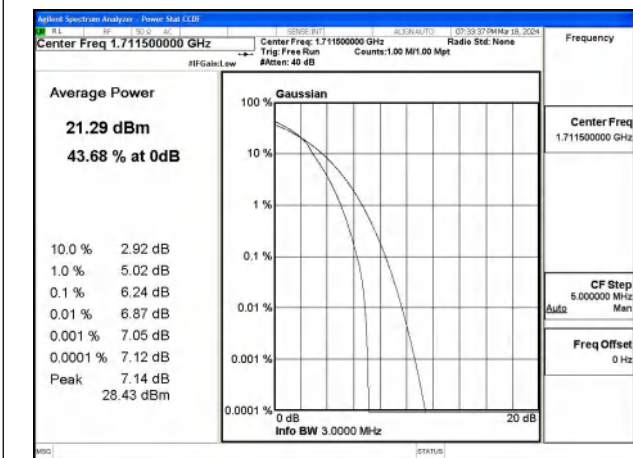 Agilent Spectrum Analyzer - Power Stat CCDF
RL RF 50 Ω AC SENSE:INT ALIGNAUTO 07:33:37 PM Mar 18, 2024
Center Freq 1.711500000 GHz
Center Freq: 1.711500000 GHz
Radio Std: None
Trig: Free Run
Counts:1.00 M/1.00 Mpt
#IFGain:Low
#Atten: 40 dB
Frequency
Average Power
21.29 dBm
43.68 % at 0dB
10.0 % 2.92 dB
1.0 % 5.02 dB
0.1 % 6.24 dB
0.01 % 6.87 dB
0.001 % 7.05 dB
0.0001 % 7.12 dB
Peak 7.14 dB
28.43 dBm
Gaussian
100 %
10 %
1 %
0.1 %
0.01 %
0.001 %
0.0001 %
0 dB
20 dB
Info BW 3.0000 MHz
Center Freq
1.711500000 GHz
CF Step
5.000000 MHz
Auto Man
Freq Offset
0 Hz
MSG
STATUS